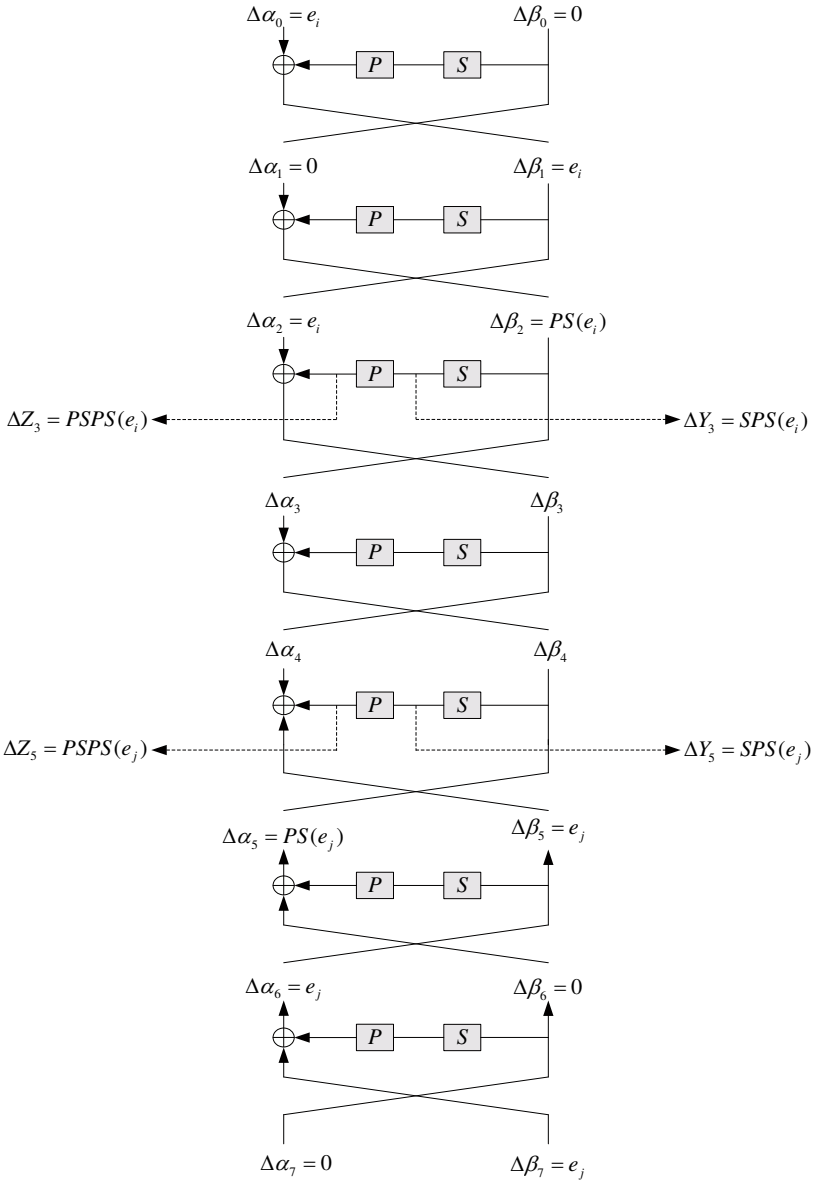 Δα₀ = eᵢ Δβ₀ = 0
P S
Δα₁ = 0 Δβ₁ = eᵢ
P S
Δα₂ = eᵢ Δβ₂ = PS(eᵢ)
P S
ΔZ₃ = PSPS(eᵢ) ΔY₃ = SPS(eᵢ)
Δα₃ Δβ₃
P S
Δα₄ Δβ₄
P S
ΔZ₅ = PSPS(eⱼ) ΔY₅ = SPS(eⱼ)
Δα₅ = PS(eⱼ) Δβ₅ = eⱼ
P S
Δα₆ = eⱼ Δβ₆ = 0
P S
Δα₇ = 0 Δβ₇ = eⱼ